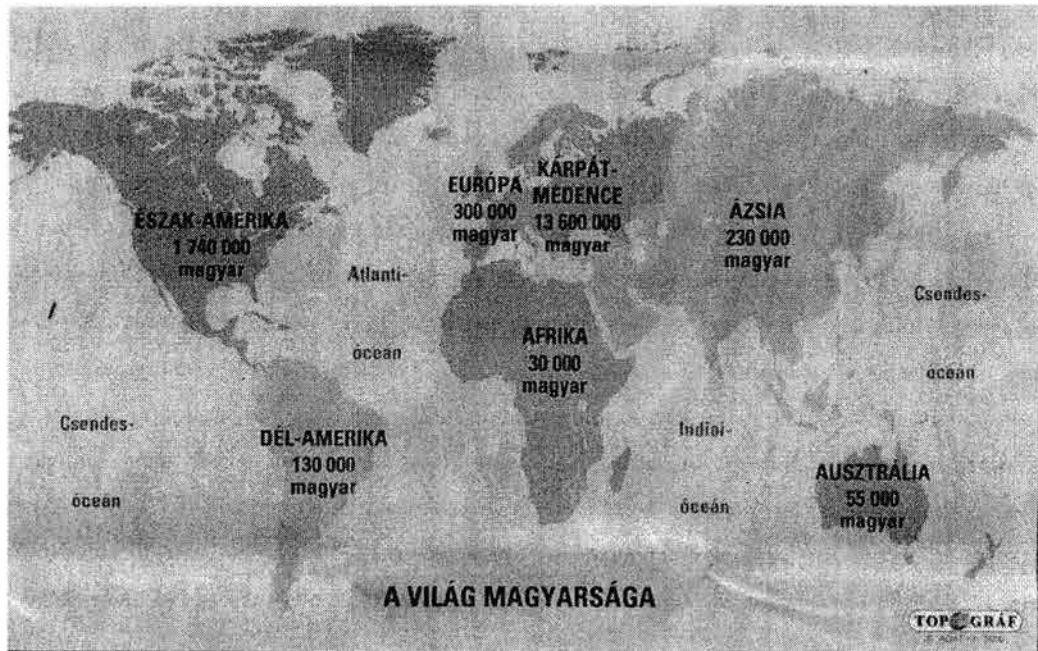 ÉSZAK-AMERIKA
1 740 000
magyar
EURÓPA
300 000
magyar
KÁRPÁT-
MEDENCE
13 600 000
magyar
ÁZSIA
230 000
magyar
Atlanti-
óceán
Csendes-
óceán
AFRIKA
30 000
magyar
Csendes-
óceán
DÉL-AMERIKA
130 000
magyar
Indiai-
óceán
AUSZTRÁLIA
55 000
magyar
A VILÁG MAGYARSÁGA
TOP GRÁF